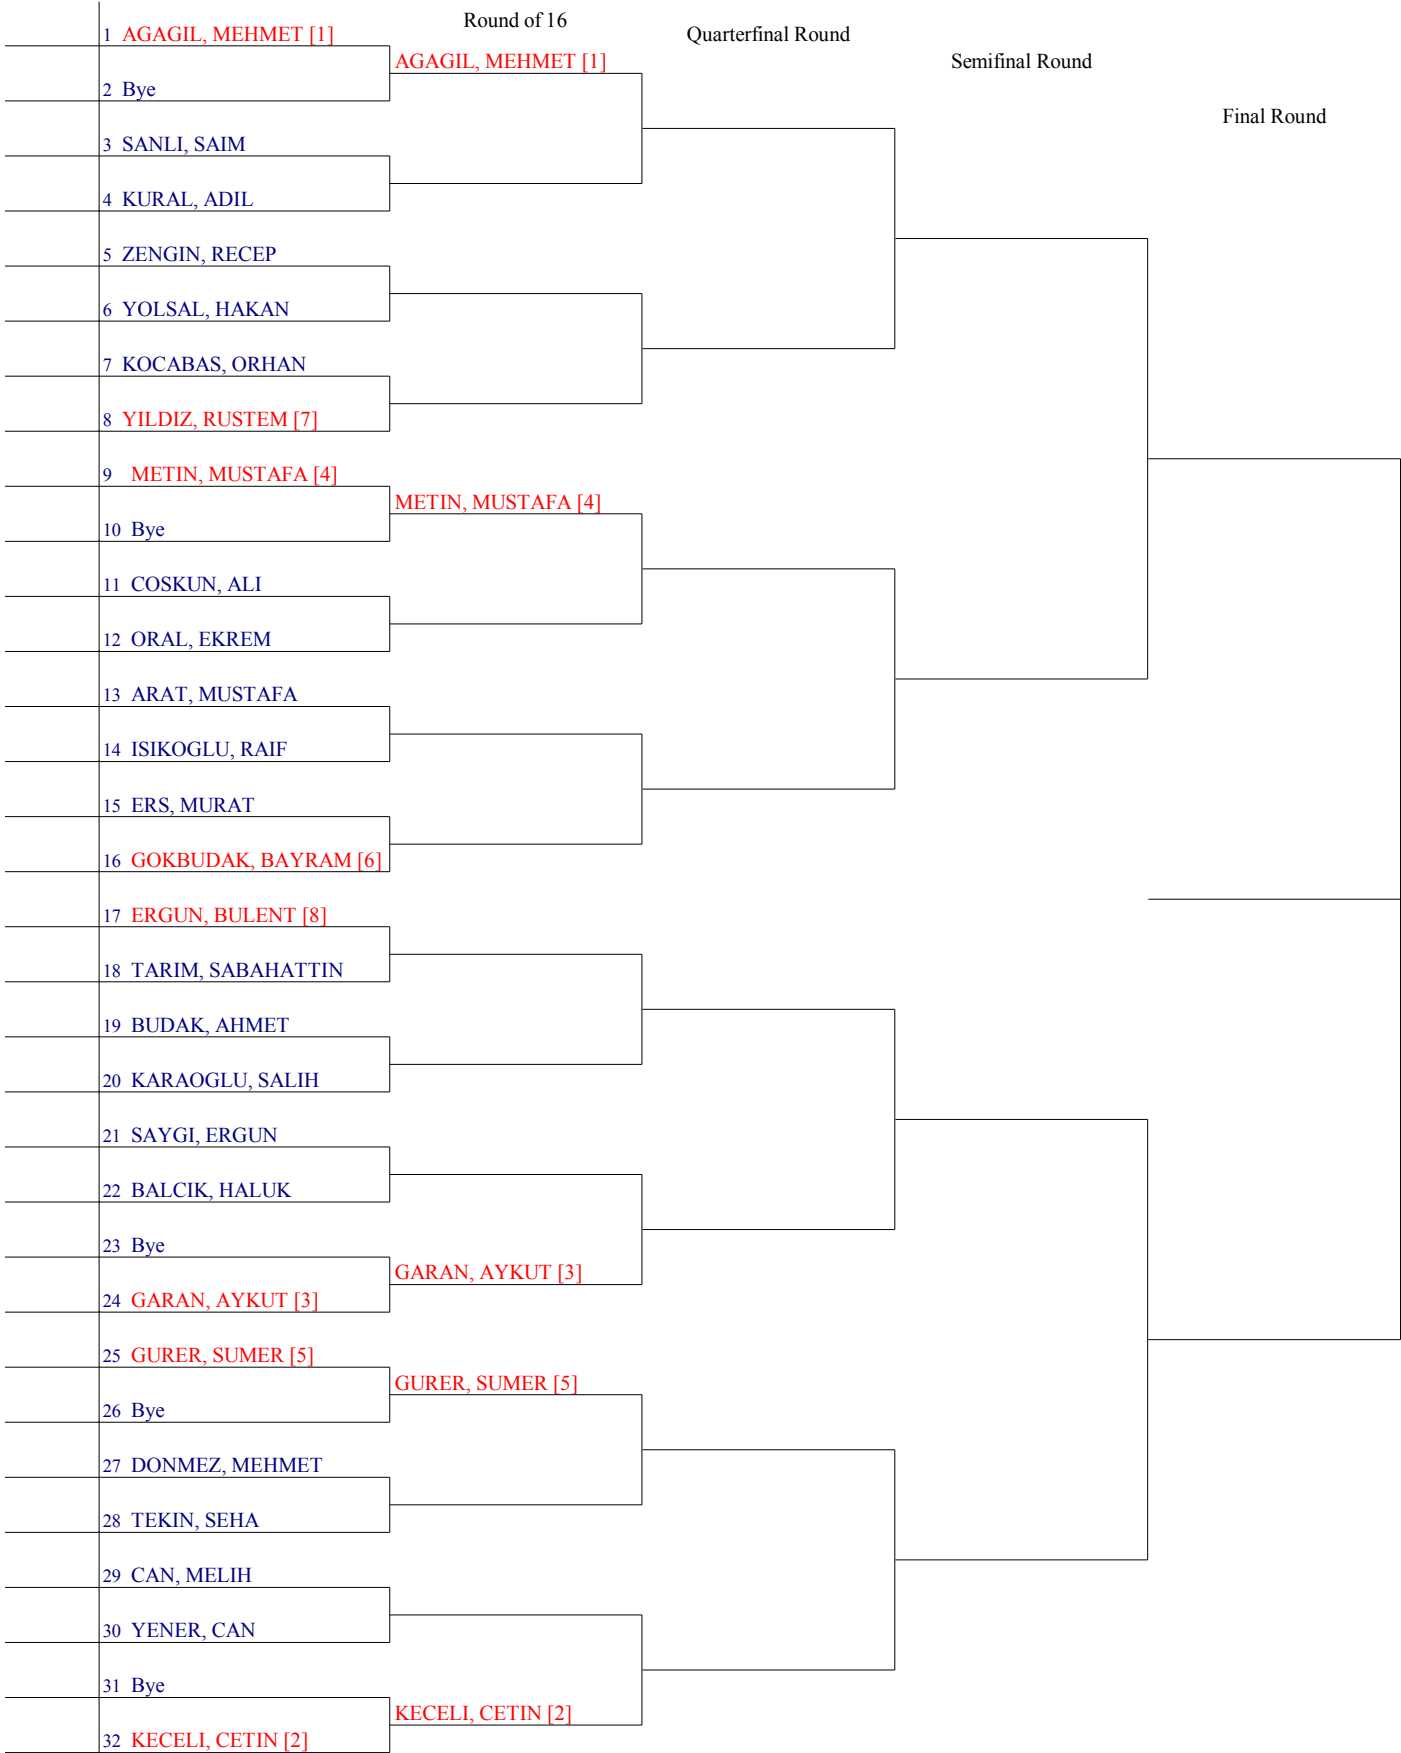 Round of 16
Quarterfinal Round
Semifinal Round
Final Round
1 AGAGIL, MEHMET [1]
AGAGIL, MEHMET [1]
2 Bye
3 SANLI, SAIM
4 KURAL, ADIL
5 ZENGIN, RECEP
6 YOLSAL, HAKAN
7 KOCABAS, ORHAN
8 YILDIZ, RUSTEM [7]
9 METIN, MUSTAFA [4]
METIN, MUSTAFA [4]
10 Bye
11 COSKUN, ALI
12 ORAL, EKREM
13 ARAT, MUSTAFA
14 ISIKOGLU, RAIF
15 ERS, MURAT
16 GOKBUDAK, BAYRAM [6]
17 ERGUN, BULENT [8]
18 TARIM, SABAHATTIN
19 BUDAK, AHMET
20 KARAOGLU, SALIH
21 SAYGI, ERGUN
22 BALCIK, HALUK
23 Bye
GARAN, AYKUT [3]
24 GARAN, AYKUT [3]
25 GURER, SUMER [5]
GURER, SUMER [5]
26 Bye
27 DONMEZ, MEHMET
28 TEKIN, SEHA
29 CAN, MELIH
30 YENER, CAN
31 Bye
KECELI, CETIN [2]
32 KECELI, CETIN [2]